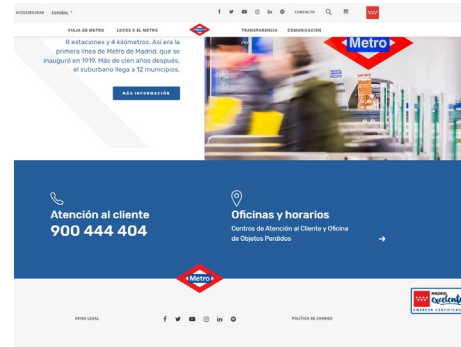 ACCESIBILIDAD ESPAÑOL
CONTACTO
VIAJA EN METRO LOCOS X EL METRO TRANSPARENCIA COMUNICACIÓN
8 estaciones y 4 kilómetros. Así era la
primera línea de Metro de Madrid, que se
inauguró en 1919. Más de cien años después,
el suburbano llega a 12 municipios.
MÁS INFORMACIÓN
Metro
Atención al cliente
900 444 404
Oficinas y horarios
Centros de Atención al Cliente y Oficina
de Objetos Perdidos
Metro
MADRID
excelente
EMPRESA CERTIFICADA
AVISO LEGAL
POLÍTICA DE COOKIES